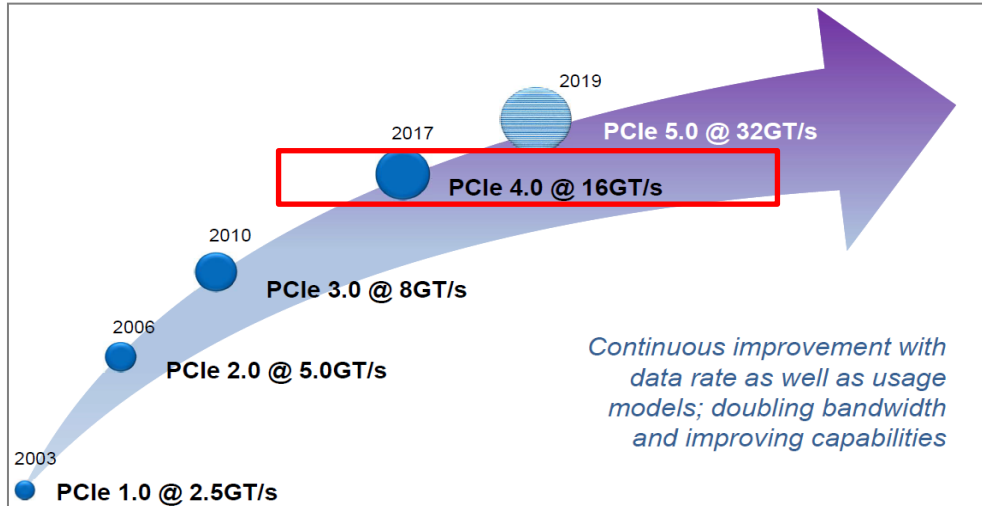 2019
PCIe 5.0 @ 32GT/s
2017
PCIe 4.0 @ 16GT/s
2010
PCIe 3.0 @ 8GT/s
2006
PCIe 2.0 @ 5.0GT/s
2003
PCIe 1.0 @ 2.5GT/s
Continuous improvement with
data rate as well as usage
models; doubling bandwidth
and improving capabilities